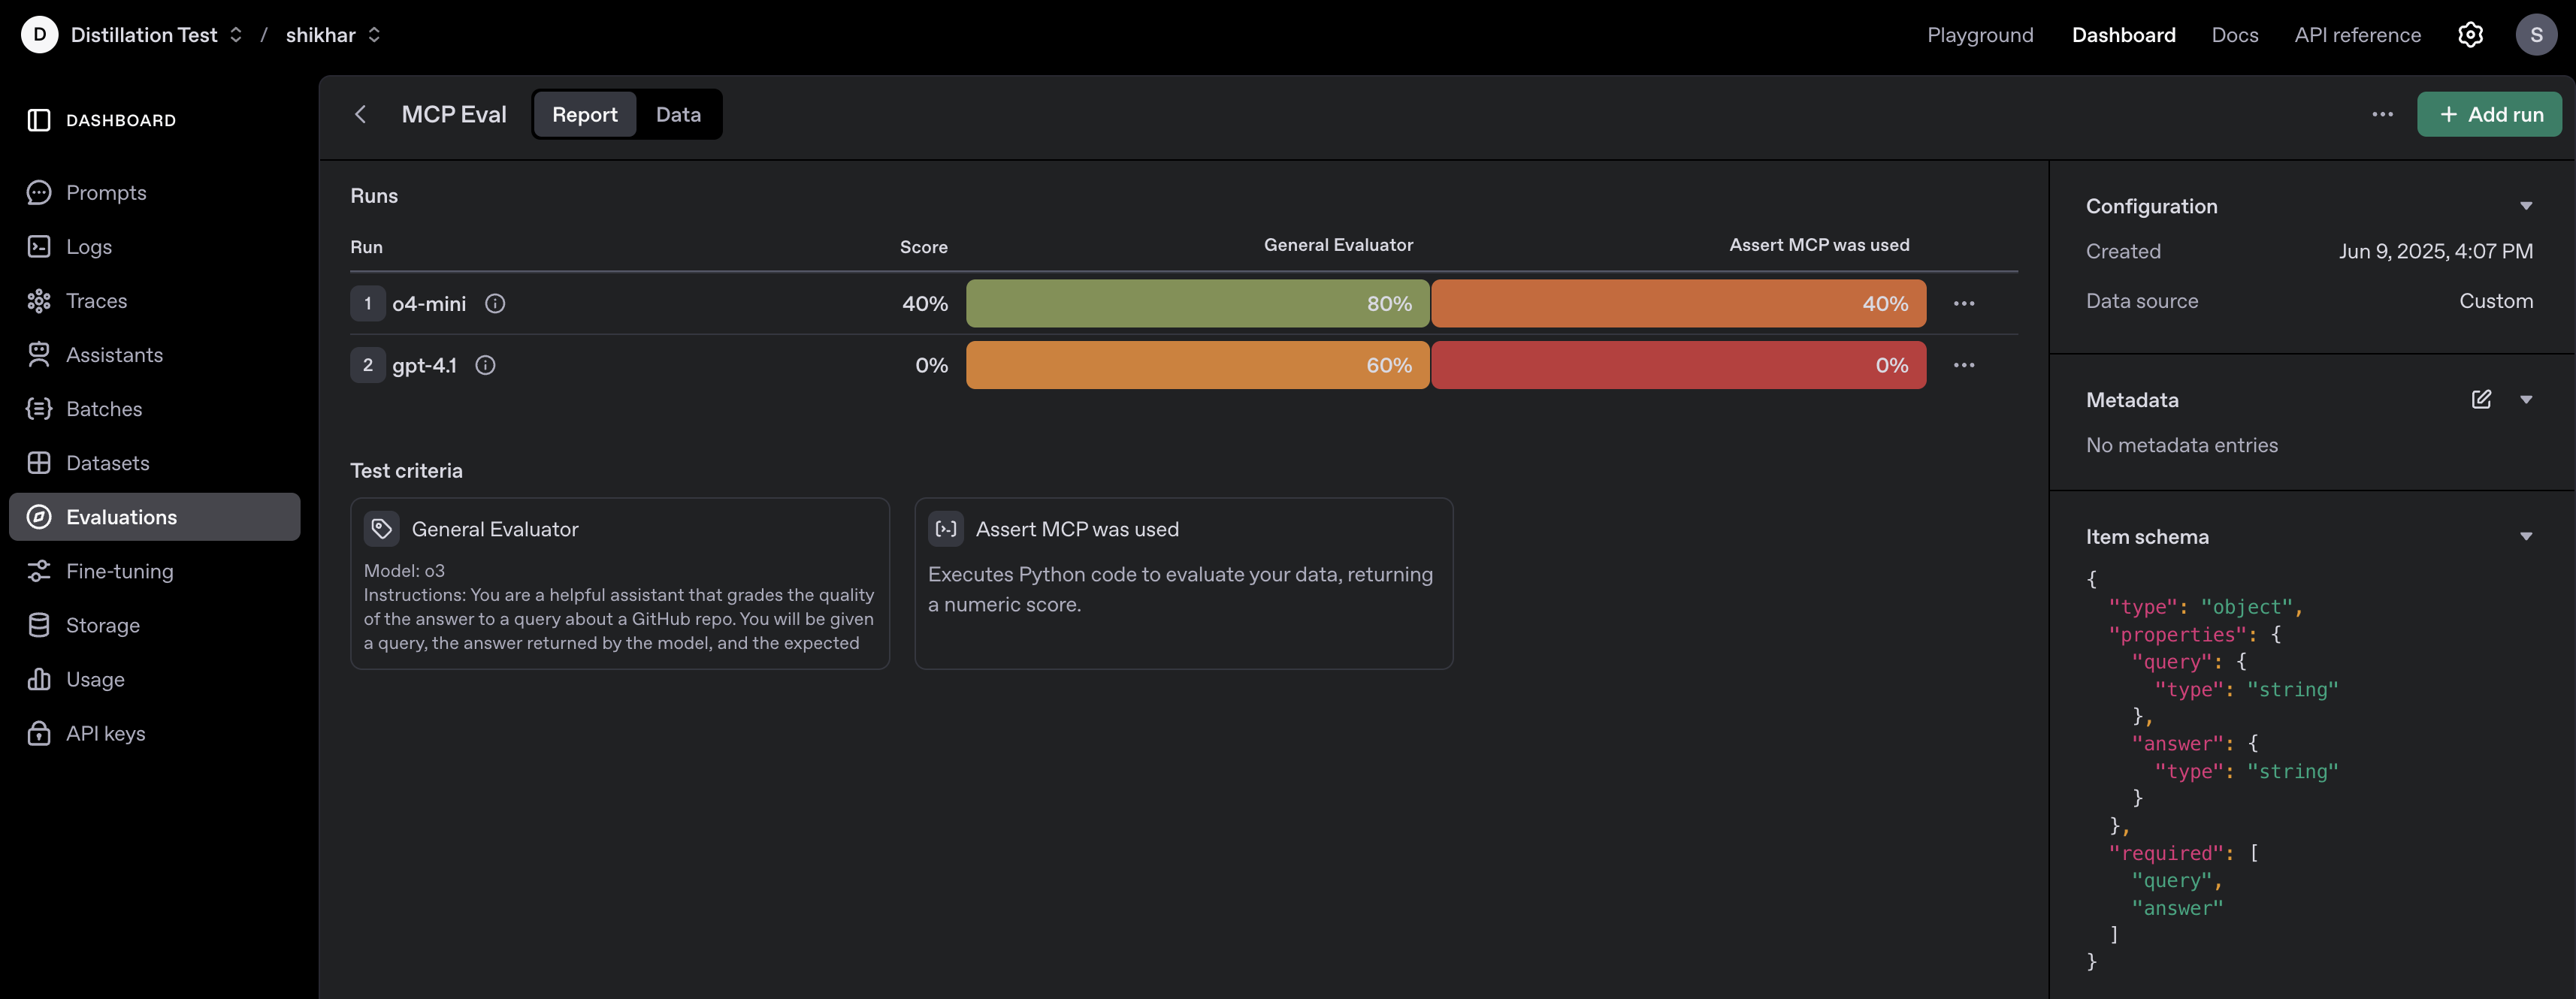 D Distillation Test / shikhar
Playground Dashboard Docs API reference S
DASHBOARD
Prompts
Logs
Traces
Assistants
Batches
Datasets
Evaluations
Fine-tuning
Storage
Usage
API keys
MCP Eval Report Data
... + Add run
Runs
Run Score General Evaluator Assert MCP was used
1 o4-mini 40% 80% 40% ...
2 gpt-4.1 0% 60% 0% ...
Test criteria
General Evaluator
Model: o3
Instructions: You are a helpful assistant that grades the quality
of the answer to a query about a GitHub repo. You will be given
a query, the answer returned by the model, and the expected
Assert MCP was used
Executes Python code to evaluate your data, returning
a numeric score.
Configuration
Created Jun 9, 2025, 4:07 PM
Data source Custom
Metadata
No metadata entries
Item schema
{
  "type": "object",
  "properties": {
    "query": {
      "type": "string"
    },
    "answer": {
      "type": "string"
    }
  },
  "required": [
    "query",
    "answer"
  ]
}